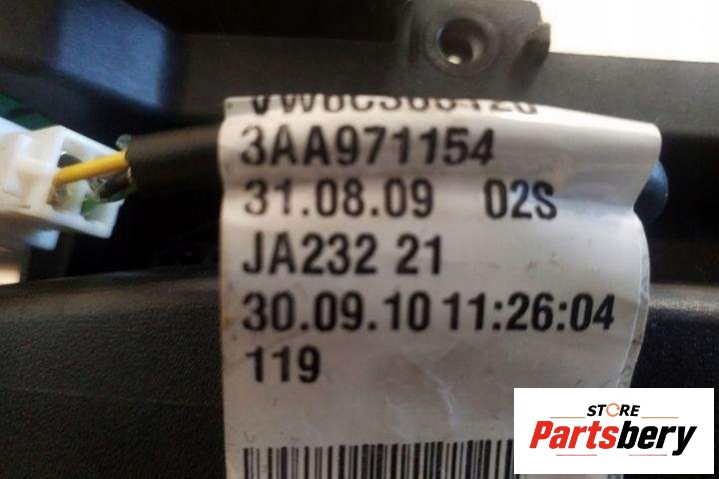 3AA971154
31.08.09 02S
JA232 21
30.09.10 11:26:04
119
STORE
Partsbery